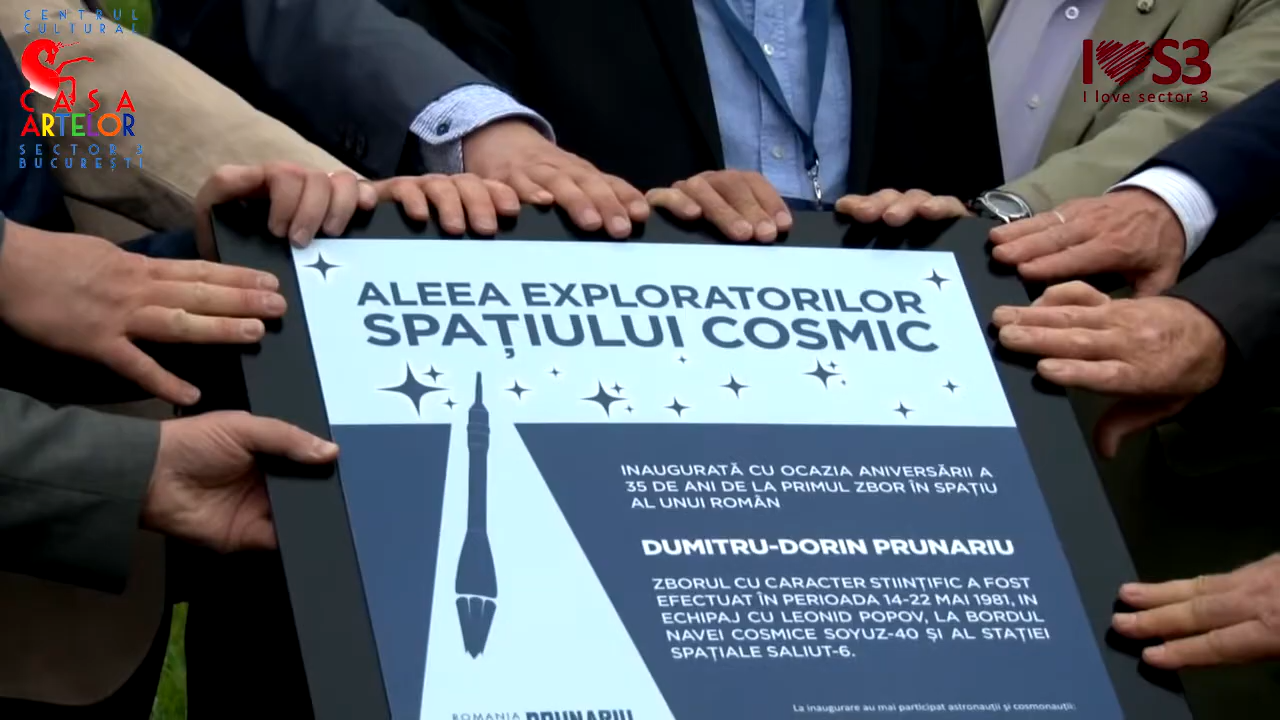 CENTRUL
CULTURAL
CASA
ARTELOR
SECTOR 3
BUCUREȘTI
I S3
I love sector 3
ALEEA EXPLORATORILOR
SPAȚIULUI COSMIC
INAUGURATĂ CU OCAZIA ANIVERSĂRII A
35 DE ANI DE LA PRIMUL ZBOR ÎN SPAȚIU
AL UNUI ROMÂN
DUMITRU-DORIN PRUNARIU
ZBORUL CU CARACTER STIINȚIFIC A FOST
EFECTUAT ÎN PERIOADA 14-22 MAI 1981, IN
ECHIPAJ CU LEONID POPOV, LA BORDUL
NAVEI COSMICE SOYUZ-40 ȘI AL STAȚIEI
SPAȚIALE SALIUT-6.
La inaugurare au mai participat astronauții și cosmonauții:
ROMANIA PRUNARIU